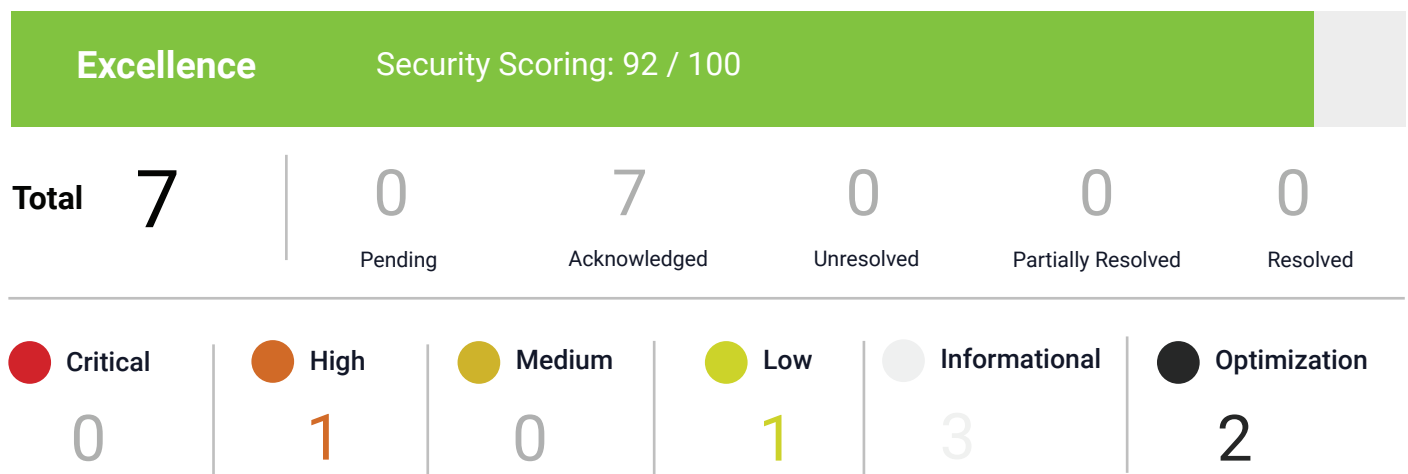 Excellence Security Scoring: 92 / 100
Total 7 0 7 0 0 0
Pending Acknowledged Unresolved Partially Resolved Resolved
Critical High Medium Low Informational Optimization
0 1 0 1 3 2